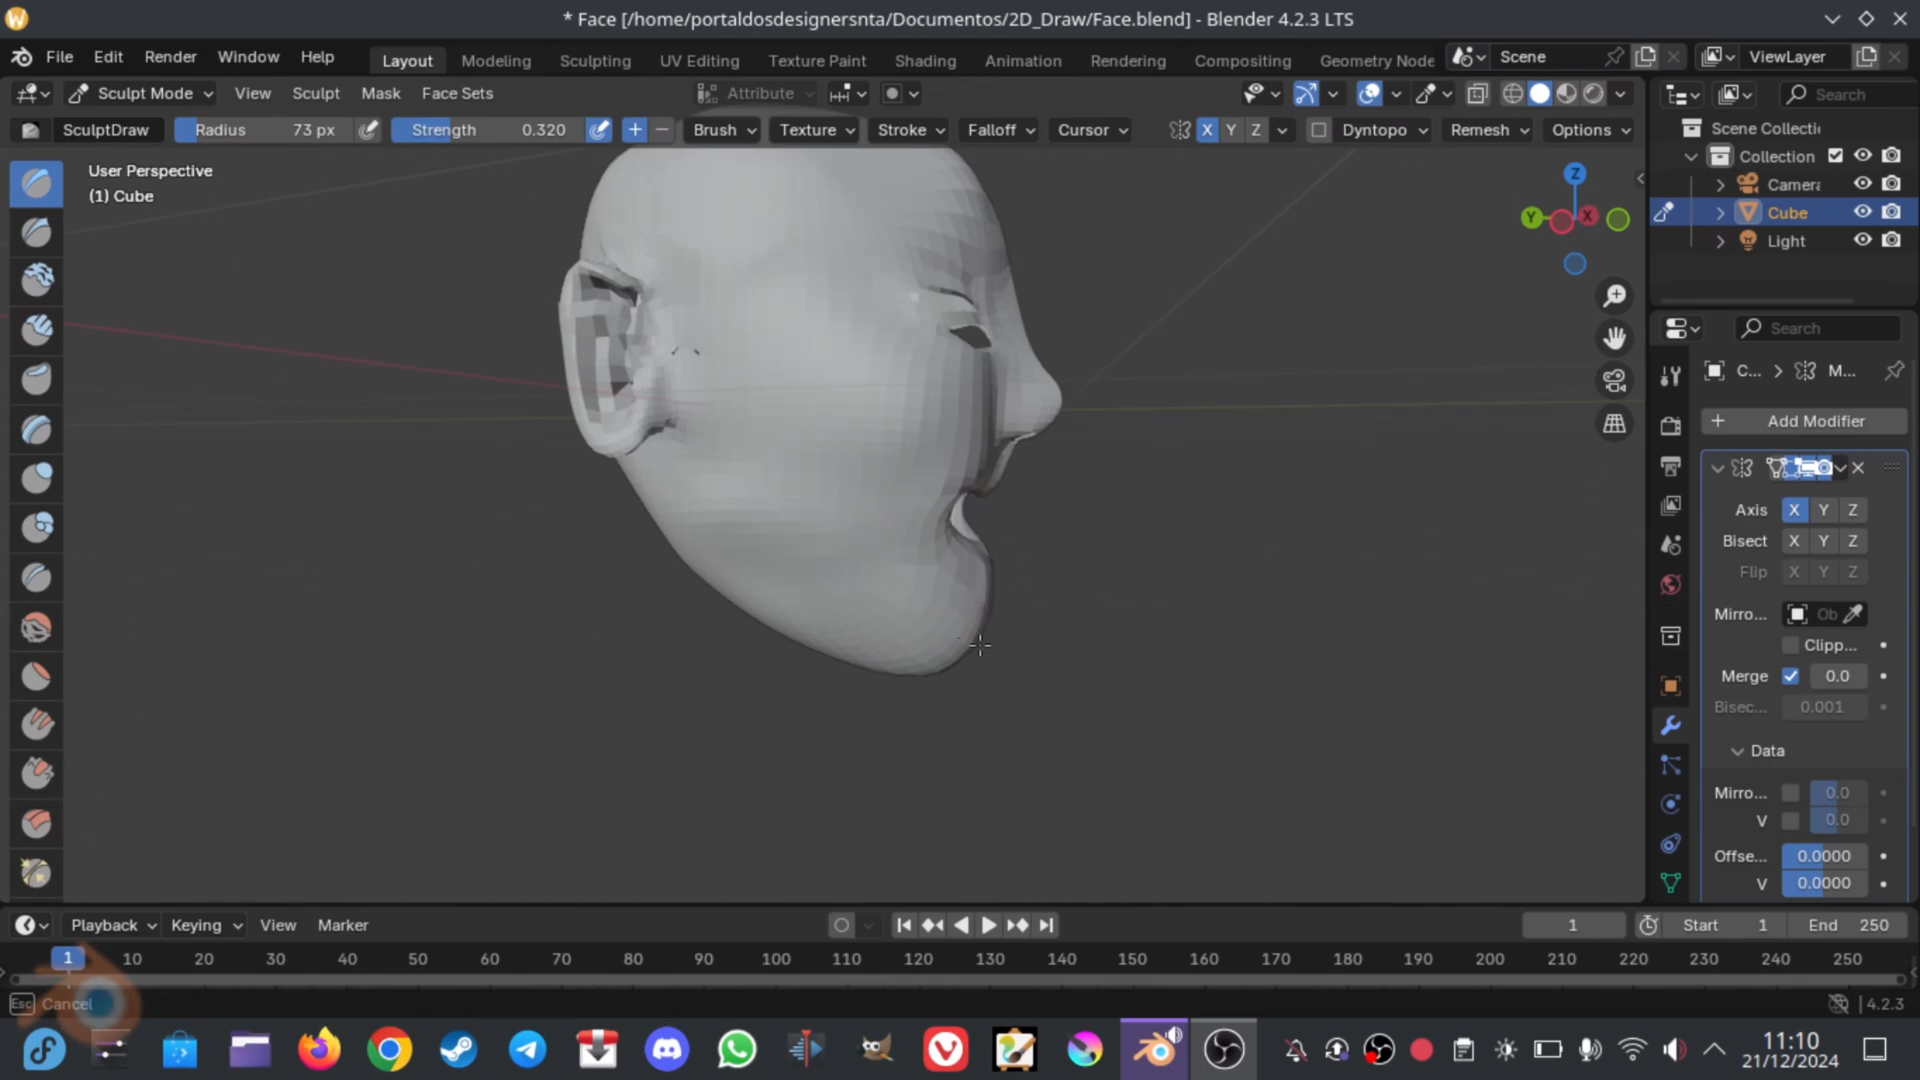 * Face [/home/portaldosdesignersnta/Documentos/2D_Draw/Face.blend] - Blender 4.2.3 LTS
File Edit Render Window Help Layout Modeling Sculpting UV Editing Texture Paint Shading Animation Rendering Compositing Geometry Node Scene ViewLayer
Sculpt Mode View Sculpt Mask Face Sets Attribute Search
SculptDraw Radius 73 px Strength 0.320 Brush Texture Stroke Falloff Cursor X Y Z Dyntopo Remesh Options
Scene Collecti
Collection
Camera
Cube
Light
User Perspective
(1) Cube
Z
Y X
Search
C... > M...
+ Add Modifier
Axis X Y Z
Bisect X Y Z
Flip X Y Z
Mirro... Ob
Clipp...
Merge 0.0
Bisec... 0.001
Data
Mirro... 0.0
V 0.0
Offse... 0.0000
V 0.0000
Playback Keying View Marker 1 Start 1 End 250
1 10 20 30 40 50 60 70 80 90 100 110 120 130 140 150 160 170 180 190 200 210 220 230 240 250
Esc Cancel 4.2.3
11:10
21/12/2024